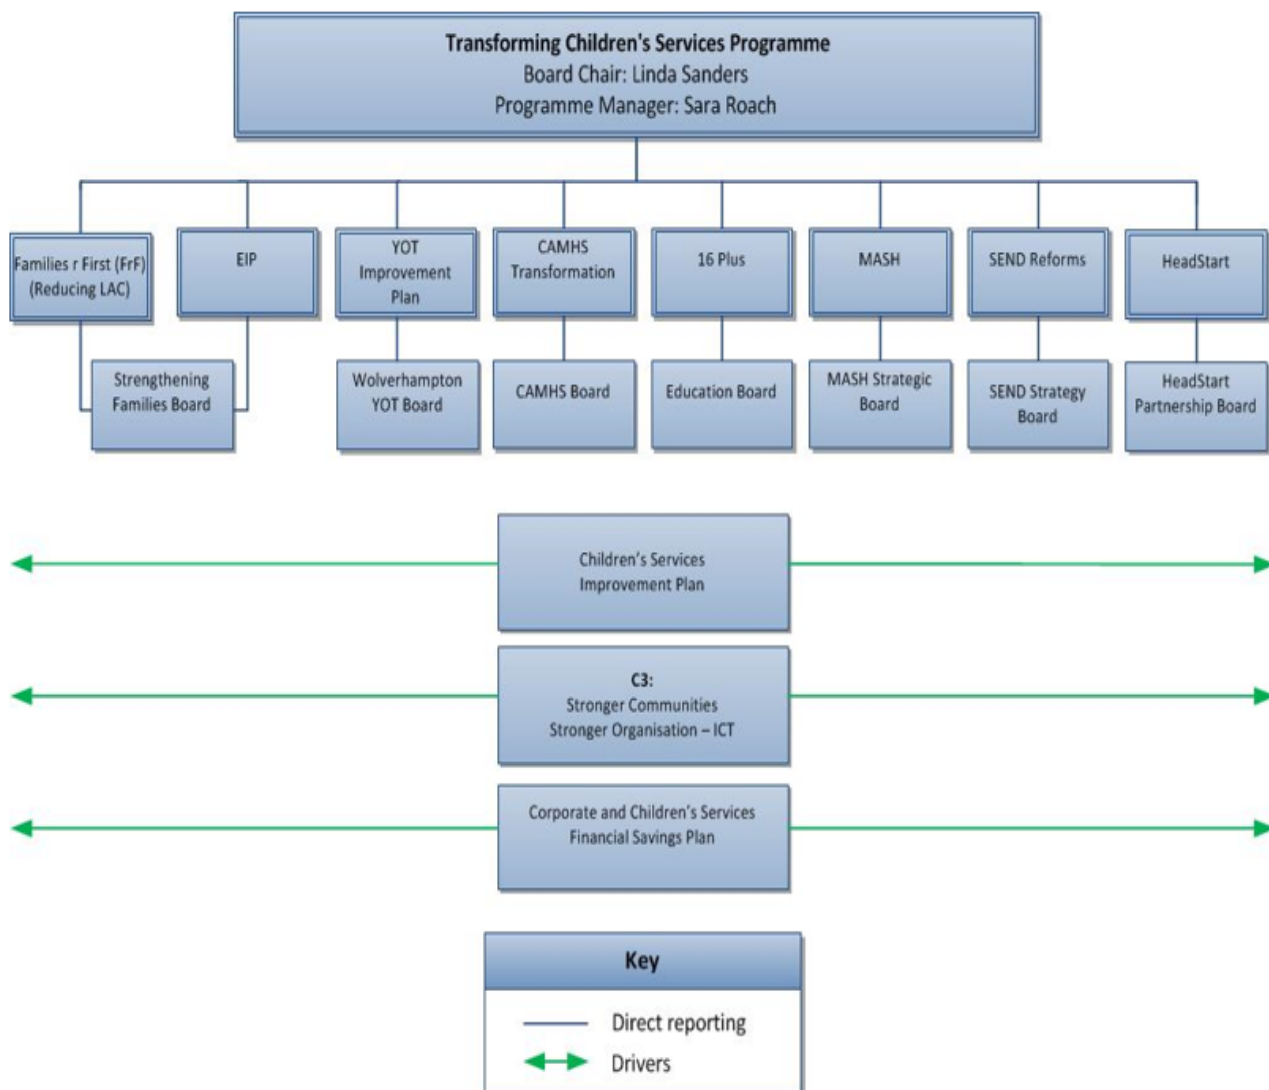 Transforming Children's Services Programme
Board Chair: Linda Sanders
Programme Manager: Sara Roach
Families r First (FrF)
(Reducing LAC)
EIP
YOT
Improvement
Plan
CAMHS
Transformation
16 Plus
MASH
SEND Reforms
HeadStart
Strengthening
Families Board
Wolverhampton
YOT Board
CAMHS Board
Education Board
MASH Strategic
Board
SEND Strategy
Board
HeadStart
Partnership Board
Children’s Services
Improvement Plan
C3:
Stronger Communities
Stronger Organisation – ICT
Corporate and Children’s Services
Financial Savings Plan
Key
Direct reporting
Drivers